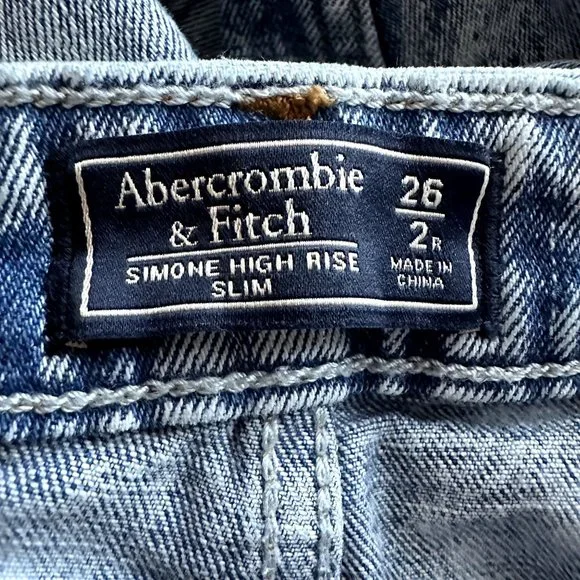 Abercrombie
& Fitch
SIMONE HIGH RISE
SLIM
26
2R
MADE IN
CHINA